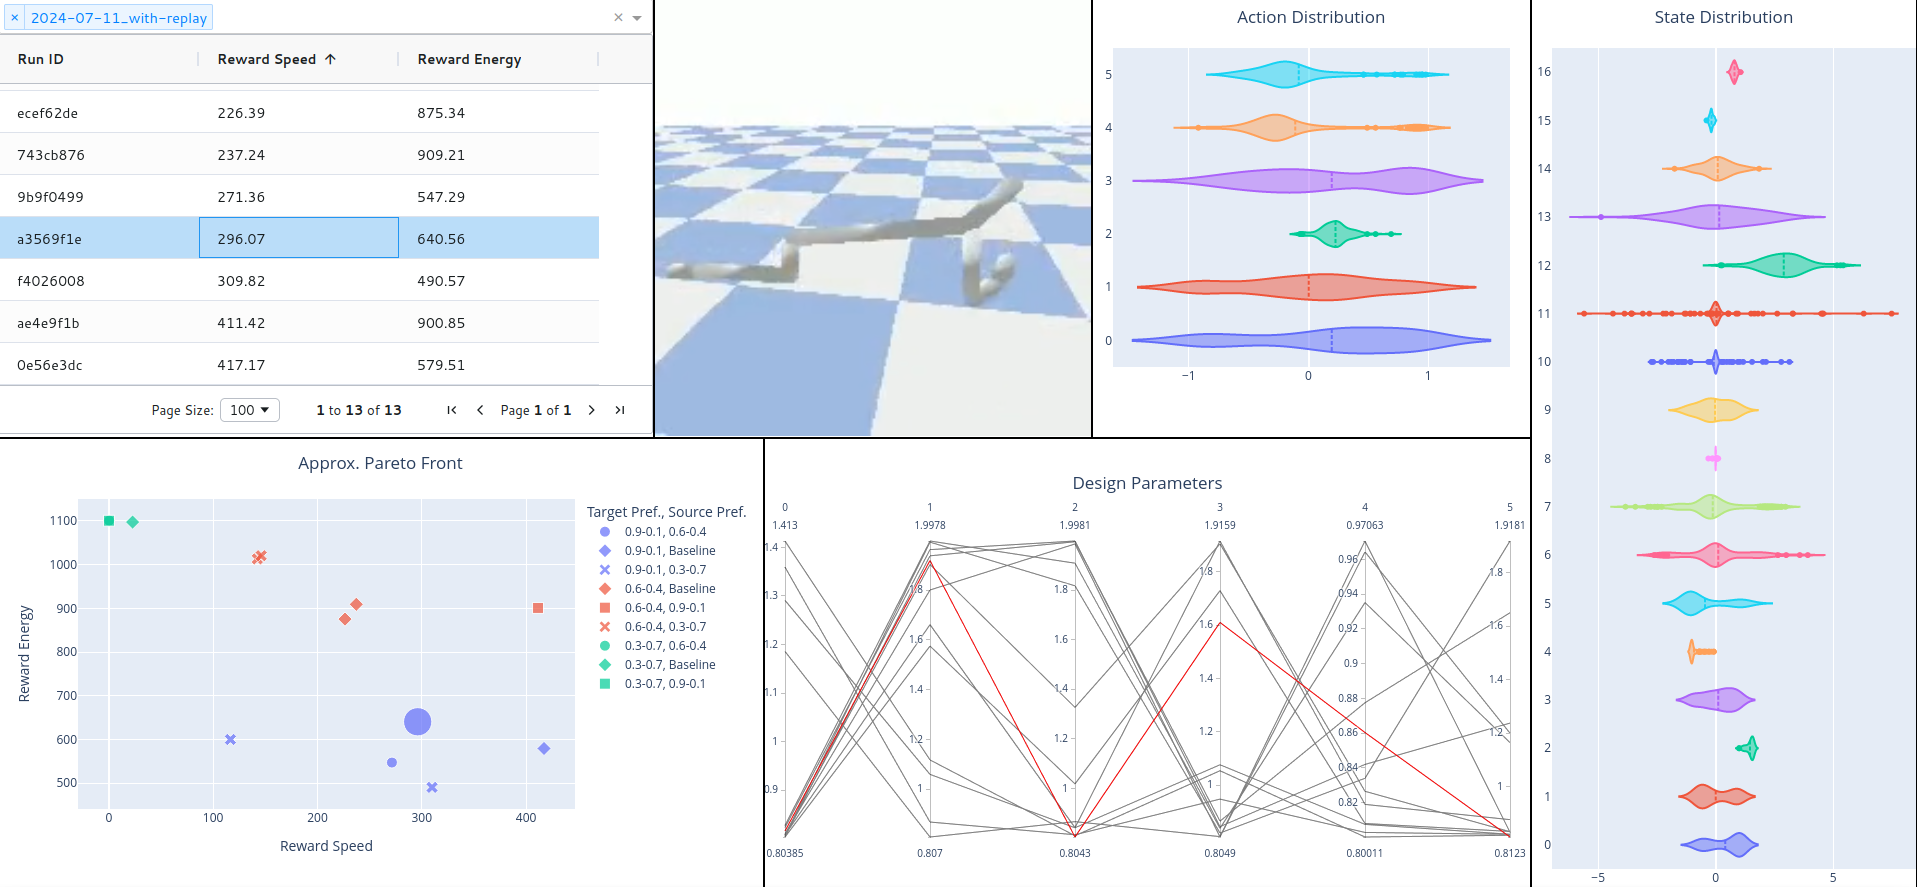 × 2024-07-11_with-replay ×
Run ID Reward Speed ↑ Reward Energy
ecef62de 226.39 875.34
743cb876 237.24 909.21
9b9f0499 271.36 547.29
a3569f1e 296.07 640.56
f4026008 309.82 490.57
ae4e9f1b 411.42 900.85
0e56e3dc 417.17 579.51
Page Size: 100 1 to 13 of 13 Page 1 of 1
Action Distribution
5
4
3
2
1
0
−1 0 1
State Distribution
16
15
14
13
12
11
10
9
8
7
6
5
4
3
2
1
0
−5 0 5
Approx. Pareto Front
Reward Energy
1100
1000
900
800
700
600
500
0 100 200 300 400
Reward Speed
Target Pref., Source Pref.
0.9-0.1, 0.6-0.4
0.9-0.1, Baseline
0.9-0.1, 0.3-0.7
0.6-0.4, Baseline
0.6-0.4, 0.9-0.1
0.6-0.4, 0.3-0.7
0.3-0.7, 0.6-0.4
0.3-0.7, Baseline
0.3-0.7, 0.9-0.1
Design Parameters
0 1 2 3 4 5
1.413 1.9978 1.9981 1.9159 0.97063 1.9181
1.4
1.3
1.2
1.1
1
0.9
1.8
1.6
1.4
1.2
1
1.6
1.4
1.2
1
1.8
1.6
1.4
1.2
1
0.96
0.94
0.92
0.9
0.88
0.86
0.84
0.82
1.8
1.6
1.4
1.2
1
0.80385 0.807 0.8043 0.8049 0.80011 0.8123